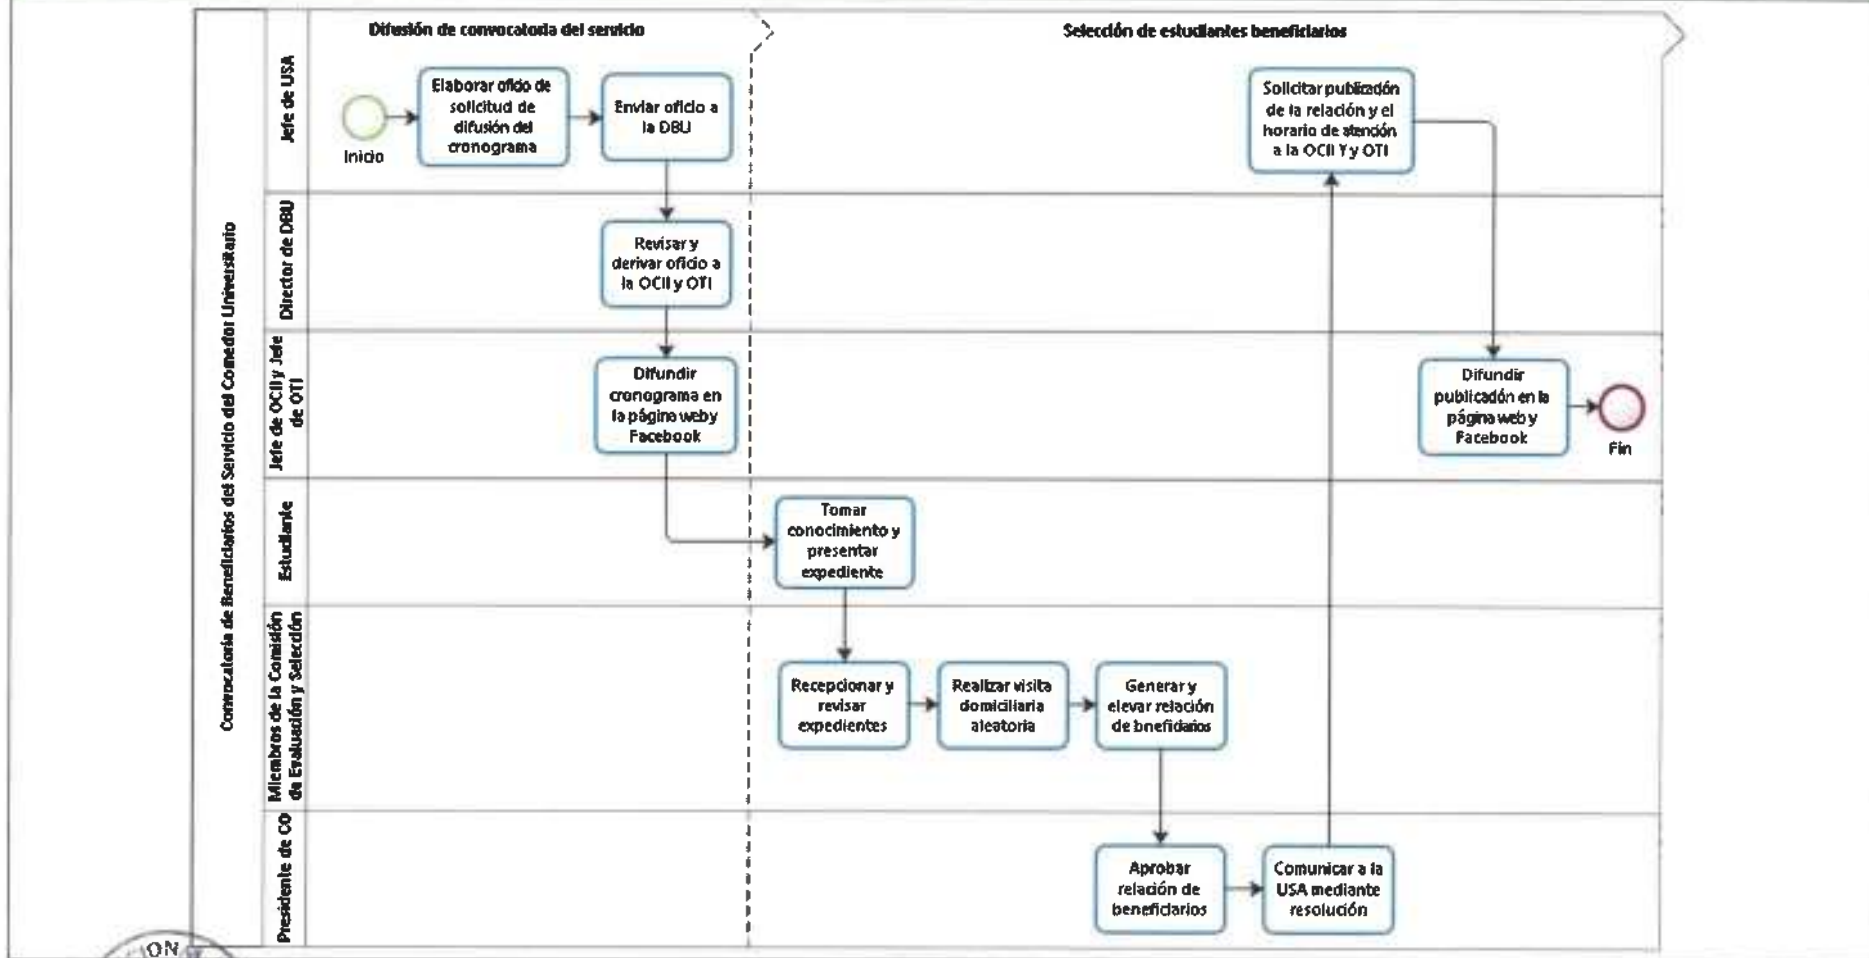 Difusión de convocatoria del servicio
Selección de estudiantes beneficiarios
Convocatoria de Beneficiarios del Servicio del Comedor Universitario
Jefe de USA
Inicio
Elaborar oficio de
solicitud de
difusión del
cronograma
Enviar oficio a
la DBU
Solicitar publicación
de la relación y el
horario de atención
a la OCII Y y OTI
Director de DBU
Revisar y
derivar oficio a
la OCII y OTI
Jefe de OCII y Jefe
de OTI
Difundir
cronograma en
la página web y
Facebook
Difundir
publicación en la
página web y
Facebook
Fin
Estudiante
Tomar
conocimiento y
presentar
expediente
Miembros de la Comisión
de Evaluación y Selección
Recepcionar y
revisar
expedientes
Realizar visita
domiciliaria
aleatoria
Generar y
elevar relación
de bneficiarios
Presidente de CO
Aprobar
relación de
beneficiarios
Comunicar a la
USA mediante
resolución
ION